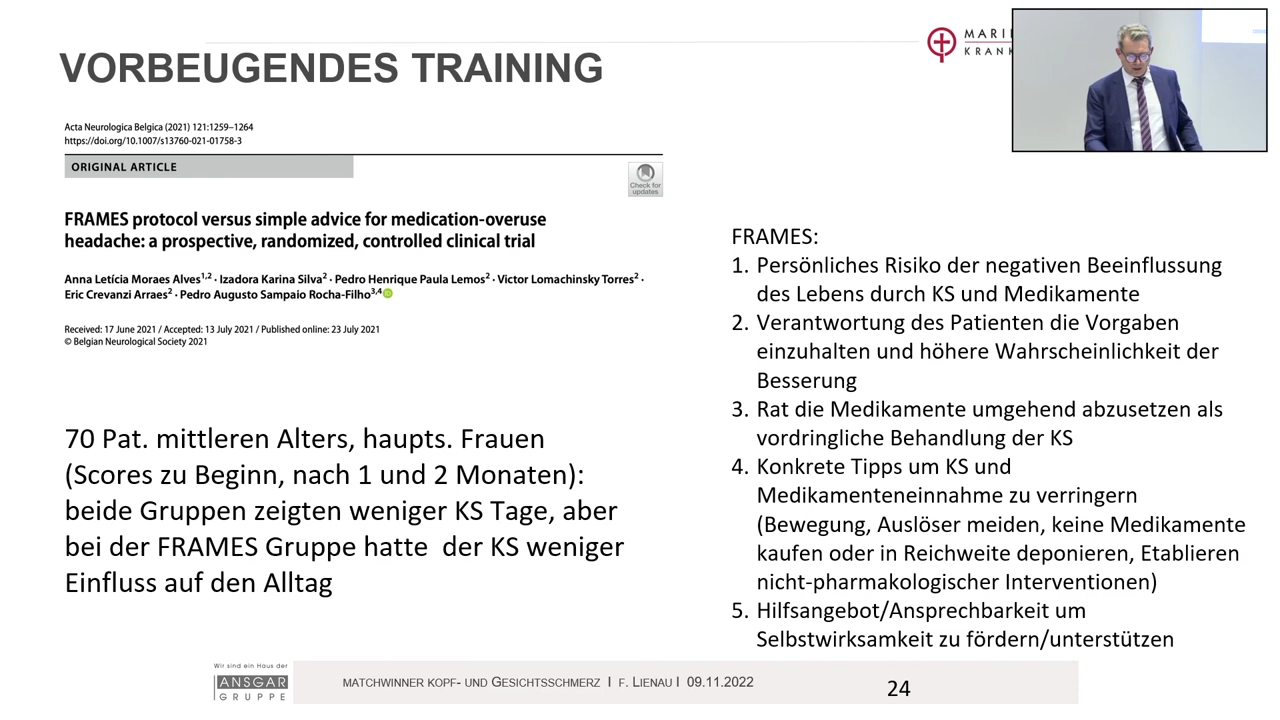 VORBEUGENDES TRAINING
Acta Neurologica Belgica (2021) 121:1259–1264
https://doi.org/10.1007/s13760-021-01758-3
ORIGINAL ARTICLE
Check for
updates
FRAMES protocol versus simple advice for medication-overuse
headache: a prospective, randomized, controlled clinical trial
Anna Letícia Moraes Alves1,2 · Izadora Karina Silva2 · Pedro Henrique Paula Lemos2 · Victor Lomachinsky Torres2 ·
Eric Crevanzi Arraes2 · Pedro Augusto Sampaio Rocha-Filho3,4
Received: 17 June 2021 / Accepted: 13 July 2021 / Published online: 23 July 2021
© Belgian Neurological Society 2021
70 Pat. mittleren Alters, haupts. Frauen
(Scores zu Beginn, nach 1 und 2 Monaten):
beide Gruppen zeigten weniger KS Tage, aber
bei der FRAMES Gruppe hatte  der KS weniger
Einfluss auf den Alltag
MARI
KRANK
FRAMES:
1. Persönliches Risiko der negativen Beeinflussung
des Lebens durch KS und Medikamente
2. Verantwortung des Patienten die Vorgaben
einzuhalten und höhere Wahrscheinlichkeit der
Besserung
3. Rat die Medikamente umgehend abzusetzen als
vordringliche Behandlung der KS
4. Konkrete Tipps um KS und
Medikamenteneinnahme zu verringern
(Bewegung, Auslöser meiden, keine Medikamente
kaufen oder in Reichweite deponieren, Etablieren
nicht-pharmakologischer Interventionen)
5. Hilfsangebot/Ansprechbarkeit um
Selbstwirksamkeit zu fördern/unterstützen
Wir sind ein Haus der
ANSGAR
GRUPPE
MATCHWINNER KOPF- UND GESICHTSSCHMERZ I F. LIENAU I 09.11.2022
24